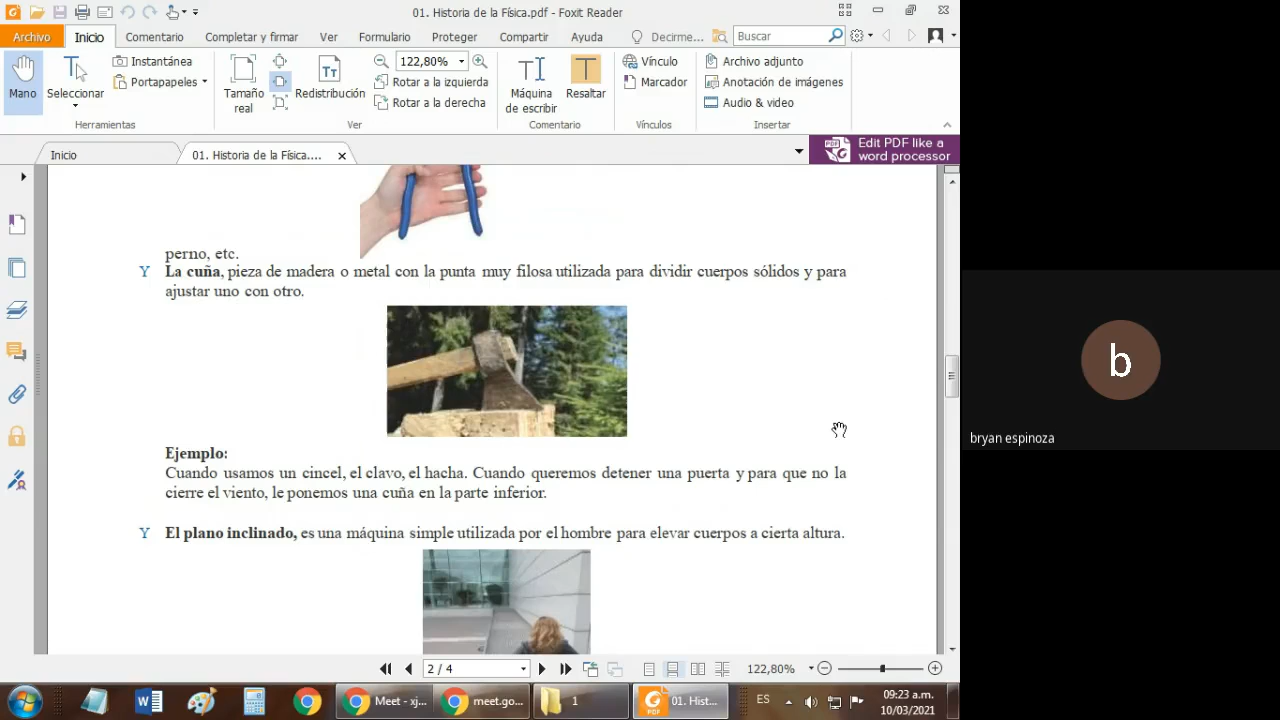 01. Historia de la Física.pdf - Foxit Reader
Archivo Inicio Comentario Completar y firmar Ver Formulario Proteger Compartir Ayuda Decirme... Buscar
Mano
Seleccionar
Instantánea
Portapapeles
Herramientas
Tamaño real
Redistribución
122,80%
Rotar a la izquierda
Rotar a la derecha
Ver
Máquina de escribir
Resaltar
Comentario
Vínculo
Marcador
Vínculos
Archivo adjunto
Anotación de imágenes
Audio & video
Insertar
Inicio
01. Historia de la Física....
Edit PDF like a
word processor
perno, etc.
Y La cuña, pieza de madera o metal con la punta muy filosa utilizada para dividir cuerpos sólidos y para
ajustar uno con otro.
Ejemplo:
Cuando usamos un cincel, el clavo, el hacha. Cuando queremos detener una puerta y para que no la
cierre el viento, le ponemos una cuña en la parte inferior.
Y El plano inclinado, es una máquina simple utilizada por el hombre para elevar cuerpos a cierta altura.
b
bryan espinoza
2 / 4
122,80%
Meet - xj...
meet.go...
1
01. Hist...
ES
09:23 a.m.
10/03/2021